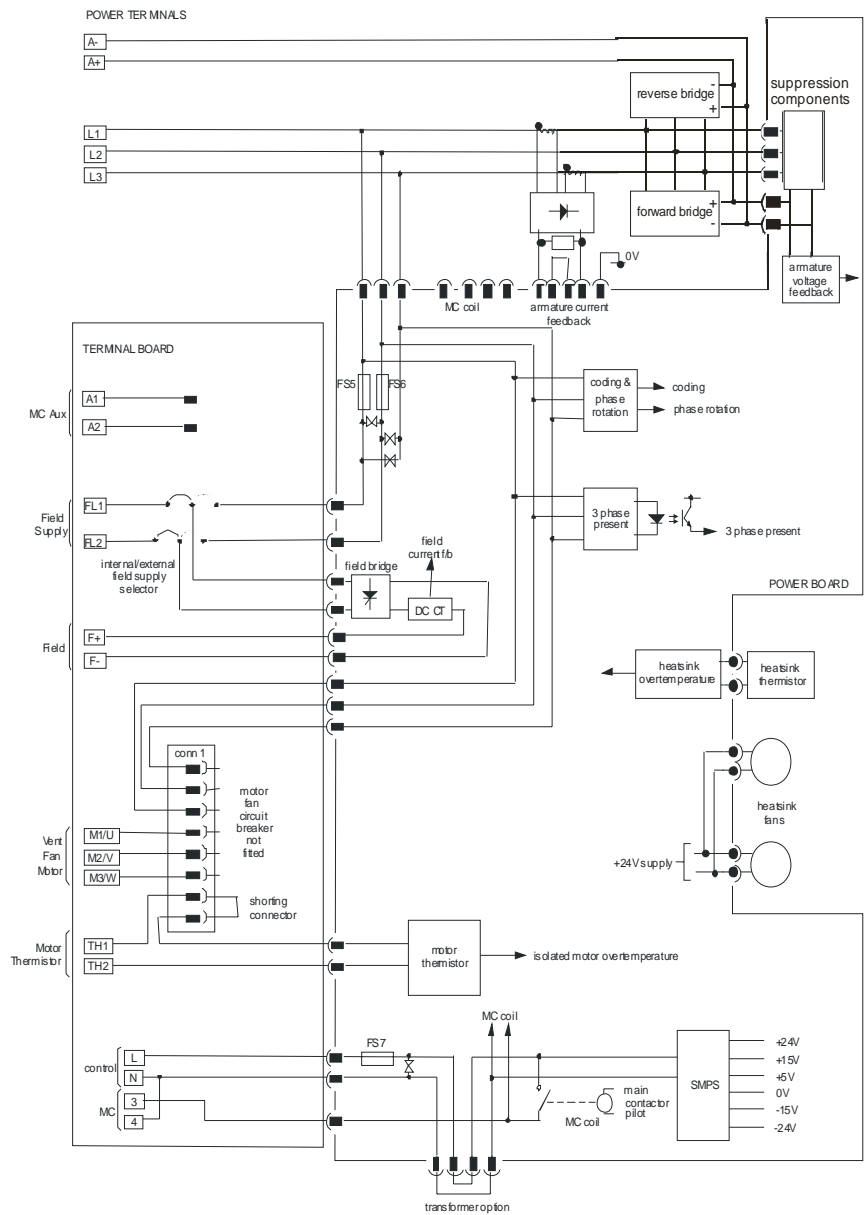 POWER TERMINALS
A-
A+
reverse bridge
-
+
suppression
components
L1
L2
L3
forward bridge
+
-
0V
armature
voltage
feedback
MC coil
armature current
feedback
TERMINAL BOARD
FS5
FS6
coding &
phase
rotation
coding
phase rotation
MC Aux
A1
A2
Field
Supply
FL1
FL2
3 phase
present
3 phase present
internal/external
field supply
selector
field
current f/b
field bridge
DC CT
POWER BOARD
Field
F+
F-
heatsink
overtemperature
heatsink
thermistor
conn 1
motor
fan
circuit
breaker
not
fitted
heatsink
fans
Vent
Fan
Motor
M1/U
M2/V
M3/W
+24V supply
shorting
connector
Motor
Thermistor
TH1
TH2
motor
thermistor
isolated motor overtemperature
MC coil
control
L
N
FS7
MC
3
4
MC coil
main
contactor
pilot
SMPS
+24V
+15V
+5V
0V
-15V
-24V
transformer option